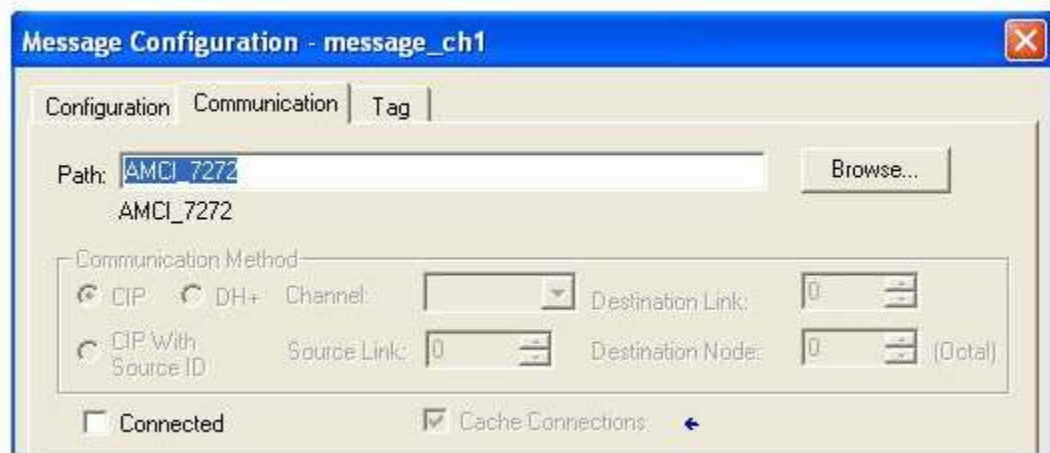 Message Configuration - message_ch1
Configuration Communication Tag
Path: AMCI_7272 Browse...
AMCI_7272
Communication Method
CIP DH+ Channel: Destination Link: 0
CIP With Source ID Source Link: 0 Destination Node: 0 (Octal)
Connected Cache Connections